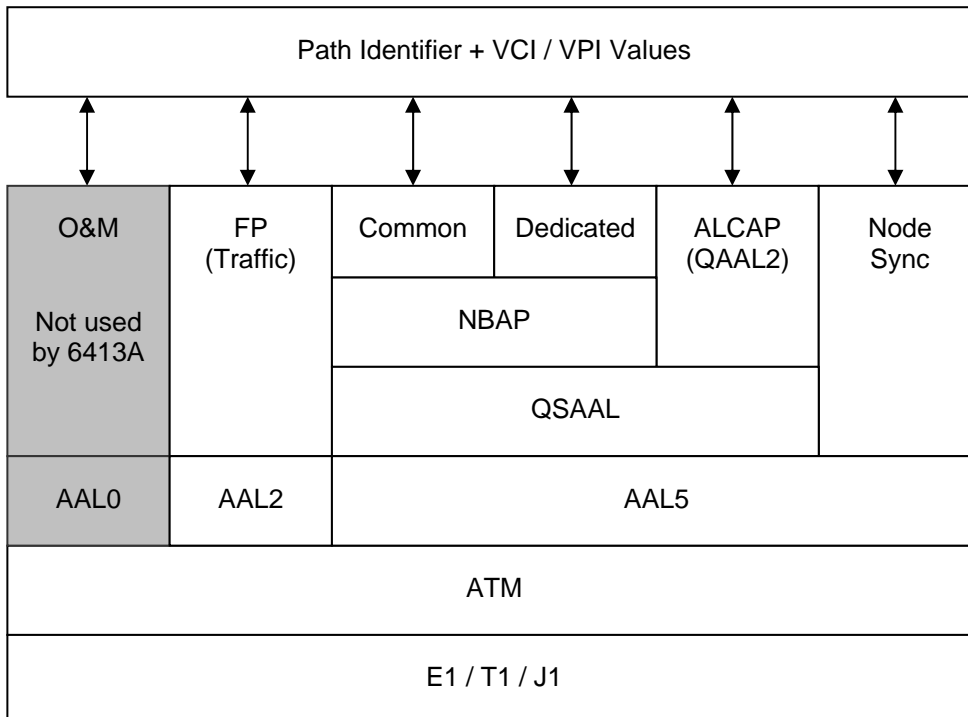 Path Identifier + VCI / VPI Values
O&M
Not used
by 6413A
FP
(Traffic)
Common
Dedicated
ALCAP
(QAAL2)
Node
Sync
NBAP
QSAAL
AAL0
AAL2
AAL5
ATM
E1 / T1 / J1